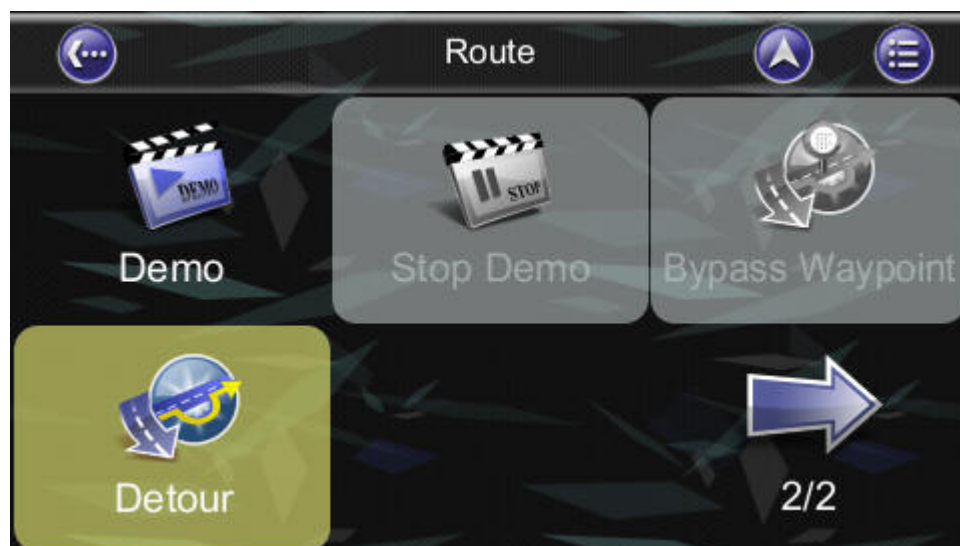 Route
DEMO
STOP
Demo
Stop Demo
Bypass Waypoint
Detour
2/2